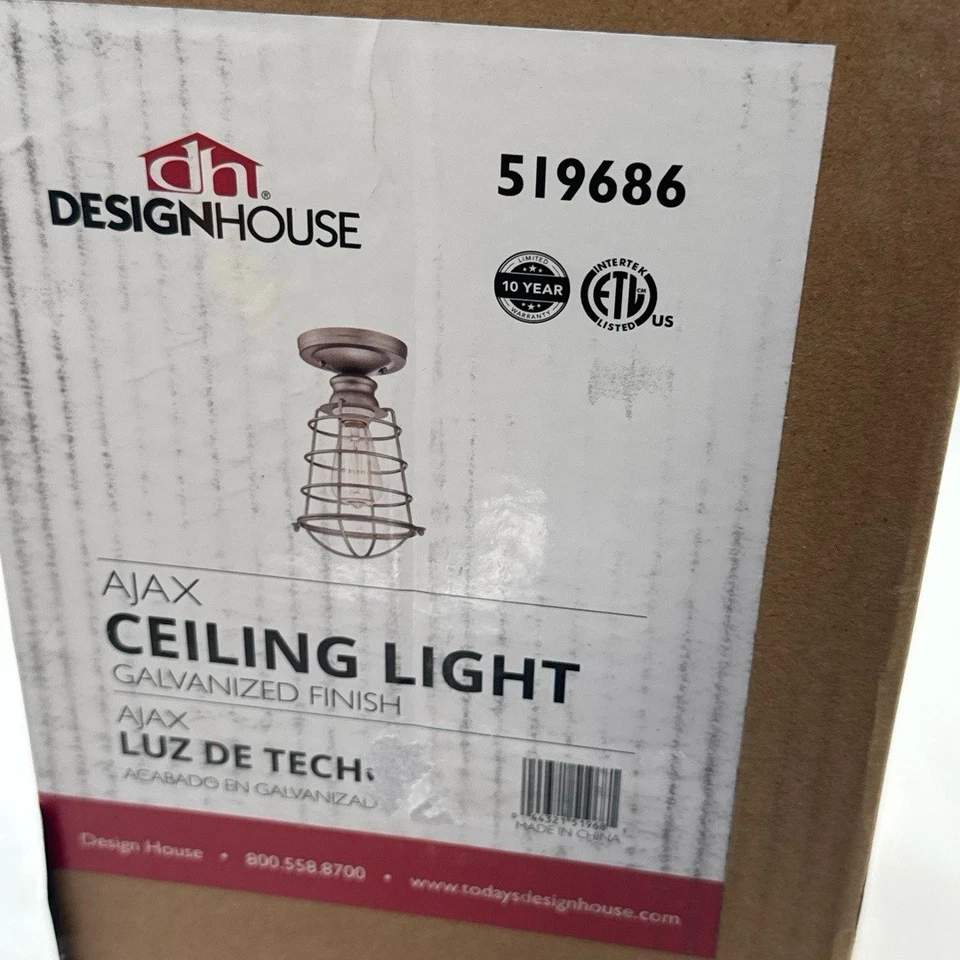 dh®
DESIGNHOUSE
519686
LIMITED
10 YEAR
WARRANTY
INTERTEK
ETL CM
LISTED US
AJAX
CEILING LIGHT
GALVANIZED FINISH
AJAX
LUZ DE TECH
ACABADO EN GALVANIZAD
MADE IN CHINA
Design House • 800.558.8700 • www.todaysdesignhouse.com